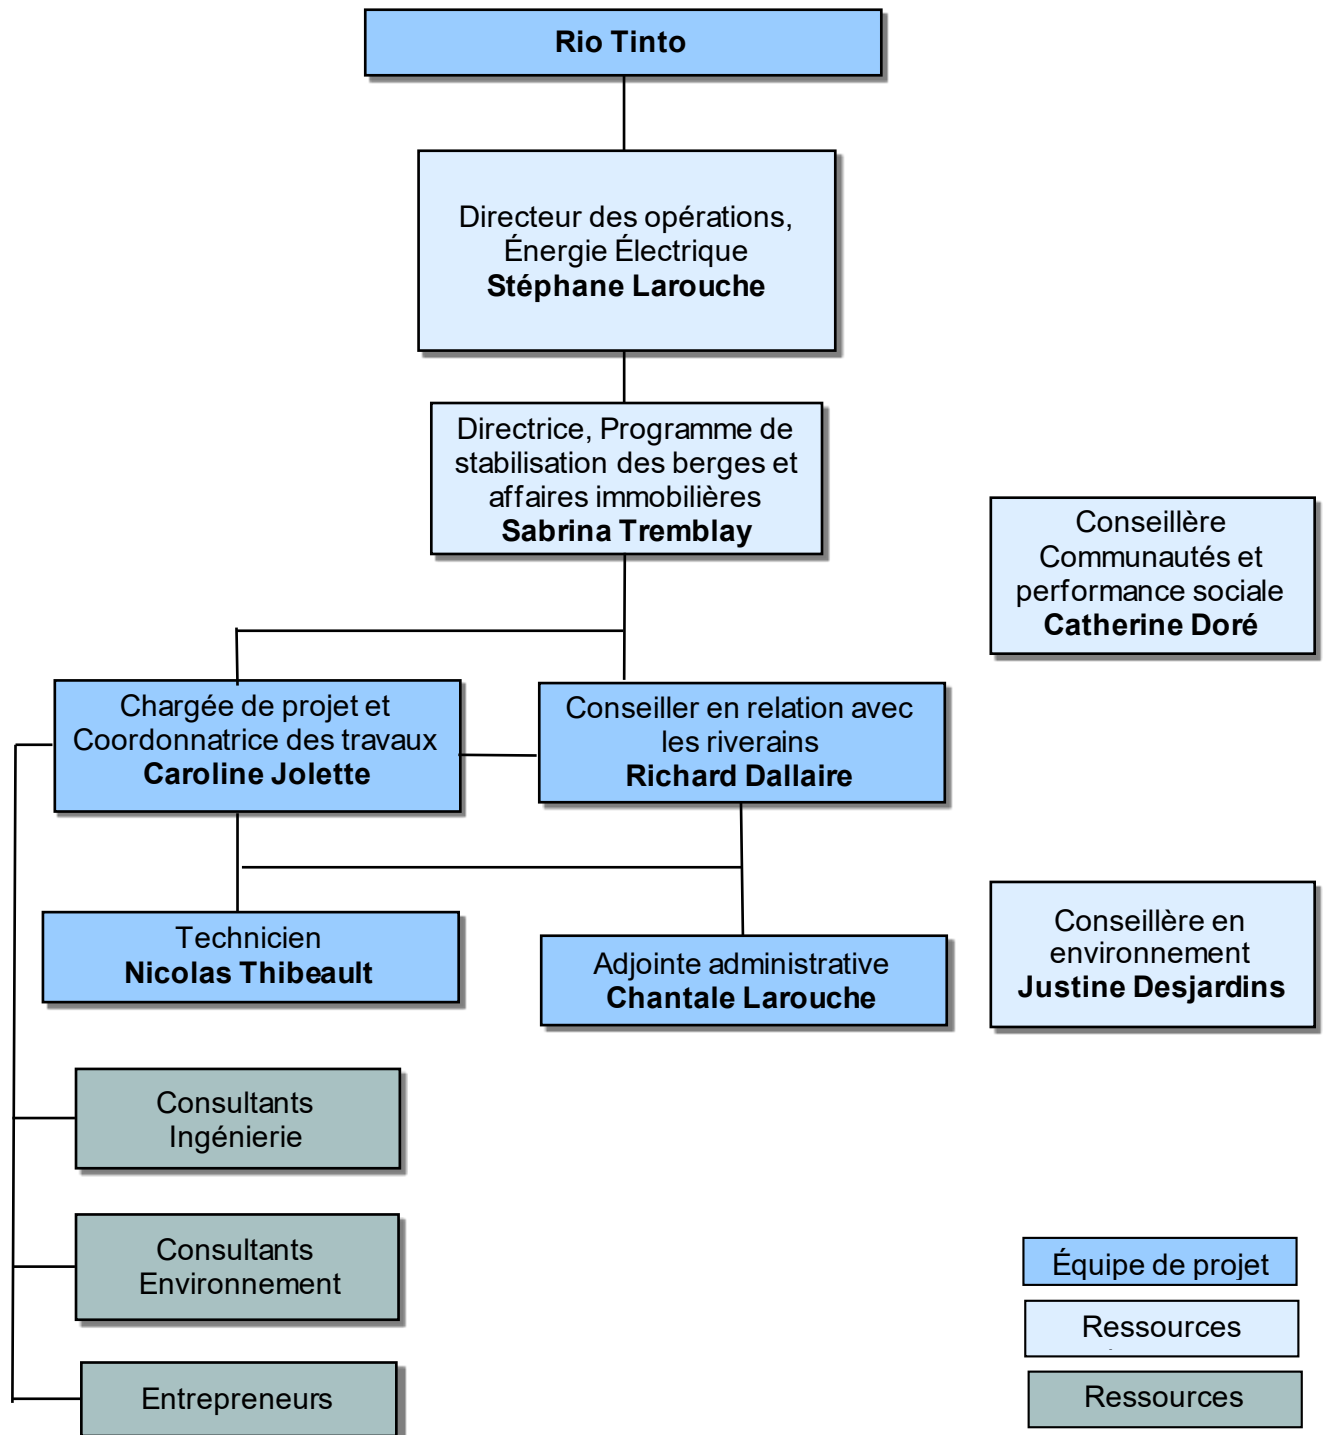 Rio Tinto
Directeur des opérations,
Énergie Électrique
Stéphane Larouche
Directrice, Programme de
stabilisation des berges et
affaires immobilières
Sabrina Tremblay
Conseillère
Communautés et
performance sociale
Catherine Doré
Chargée de projet et
Coordonnatrice des travaux
Caroline Jolette
Conseiller en relation avec
les riverains
Richard Dallaire
Technicien
Nicolas Thibeault
Adjointe administrative
Chantale Larouche
Conseillère en
environnement
Justine Desjardins
Consultants
Ingénierie
Consultants
Environnement
Entrepreneurs
Équipe de projet
Ressources
Ressources